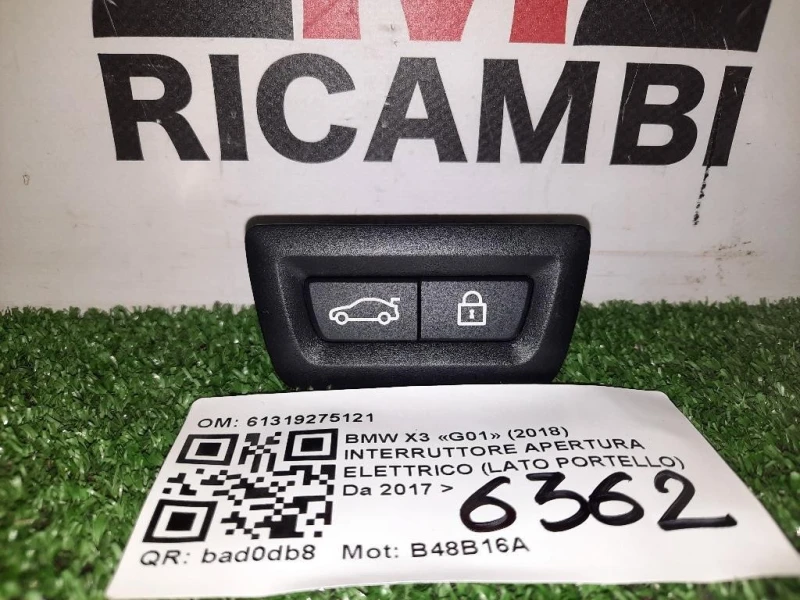 RICAMBI
OM: 61319275121
BMW X3 «G01» (2018)
INTERRUTTORE APERTURA
ELETTRICO (LATO PORTELLO)
Da 2017 >
6362
QR: bad0db8 Mot: B48B16A